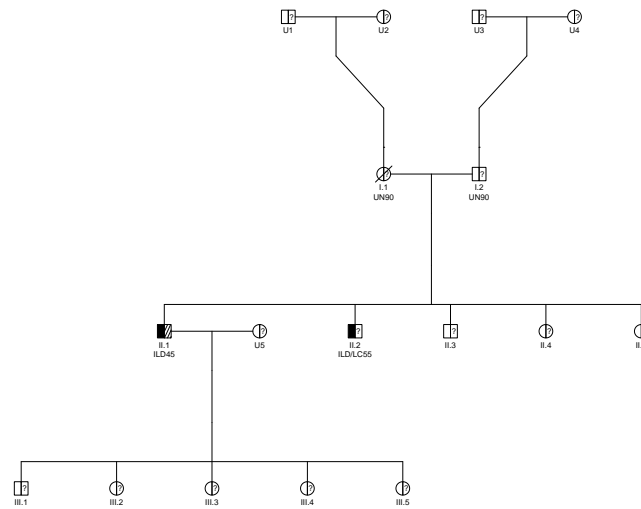 ? ? ? ?
U1 U2 U3 U4
? ?
I.1 I.2
UN90 UN90
? ? ? ? ?
II.1 U5 II.2 II.3 II.4 II.
ILD45 ILD/LC55
? ? ? ? ?
III.1 III.2 III.3 III.4 III.5